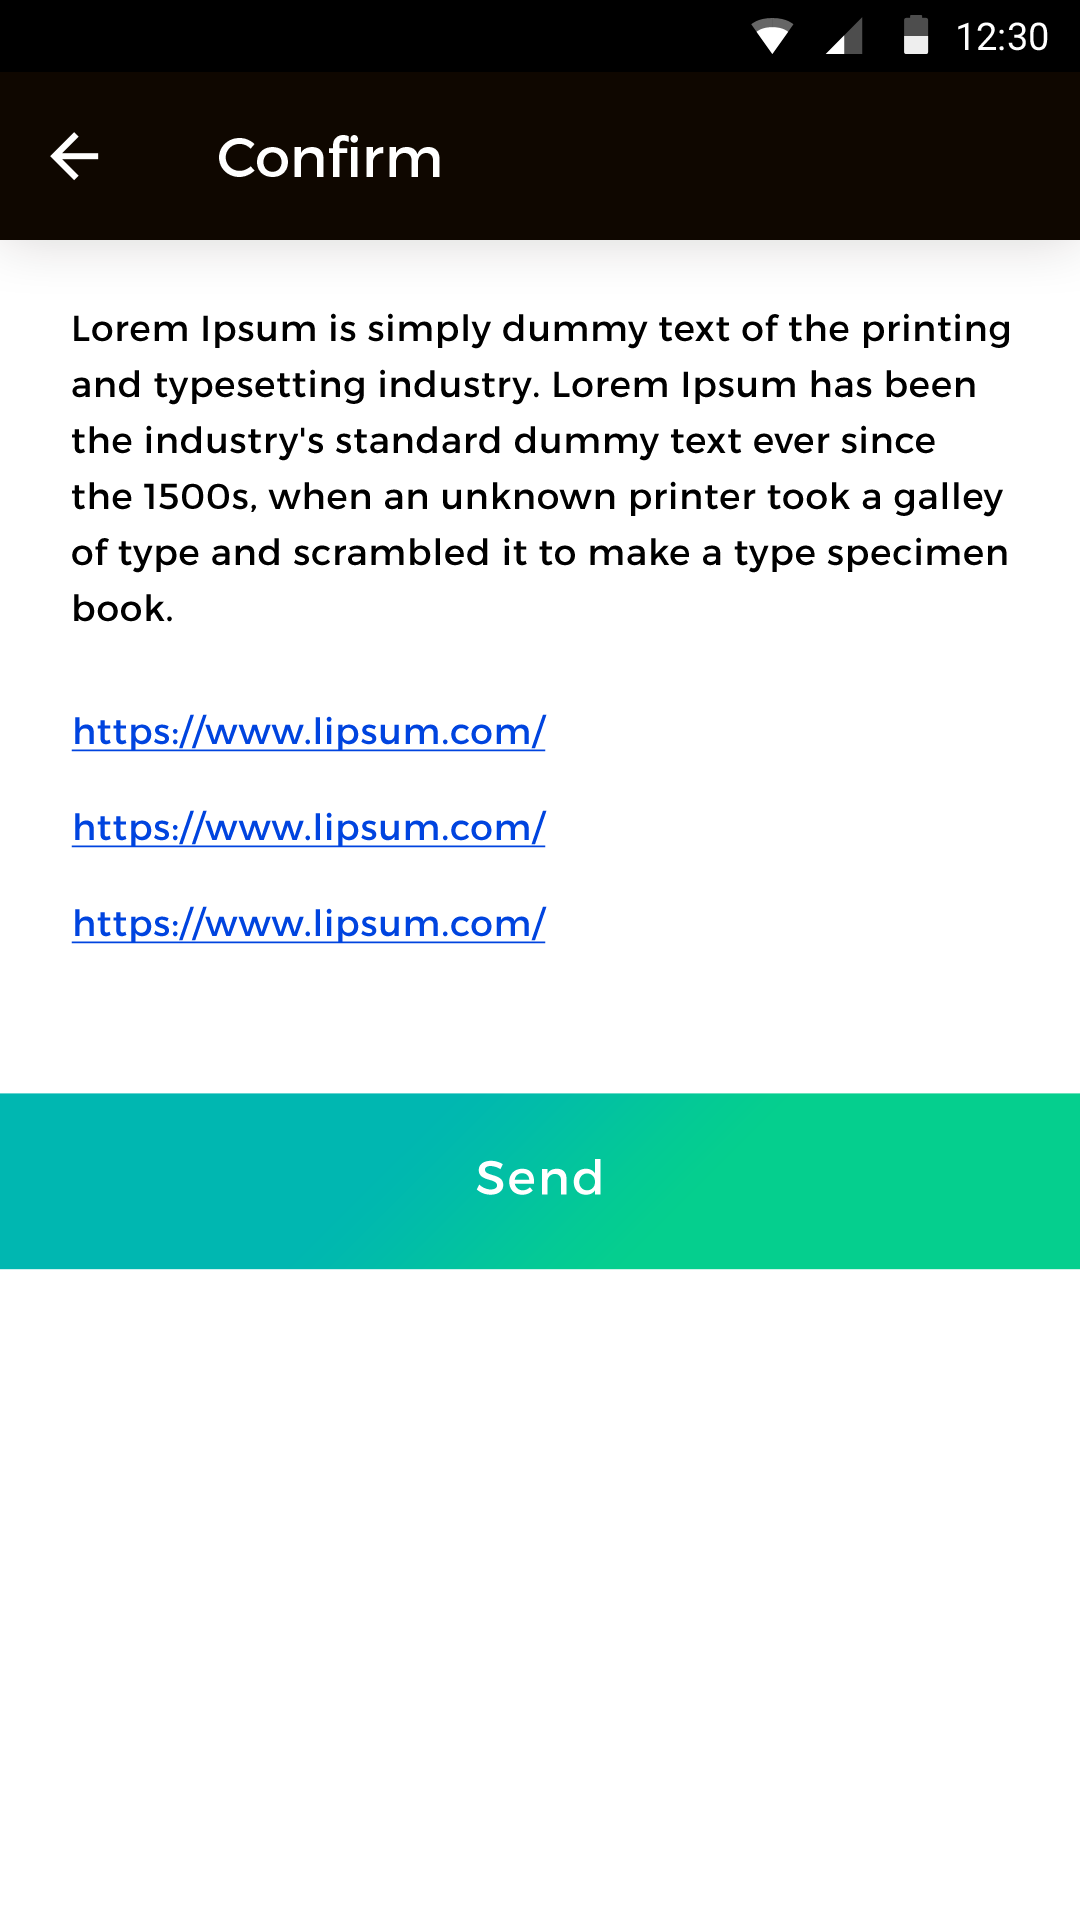 12:30
Confirm
Lorem Ipsum is simply dummy text of the printing
and typesetting industry. Lorem Ipsum has been
the industry's standard dummy text ever since
the 1500s, when an unknown printer took a galley
of type and scrambled it to make a type specimen
book.
https://www.lipsum.com/
https://www.lipsum.com/
https://www.lipsum.com/
Send